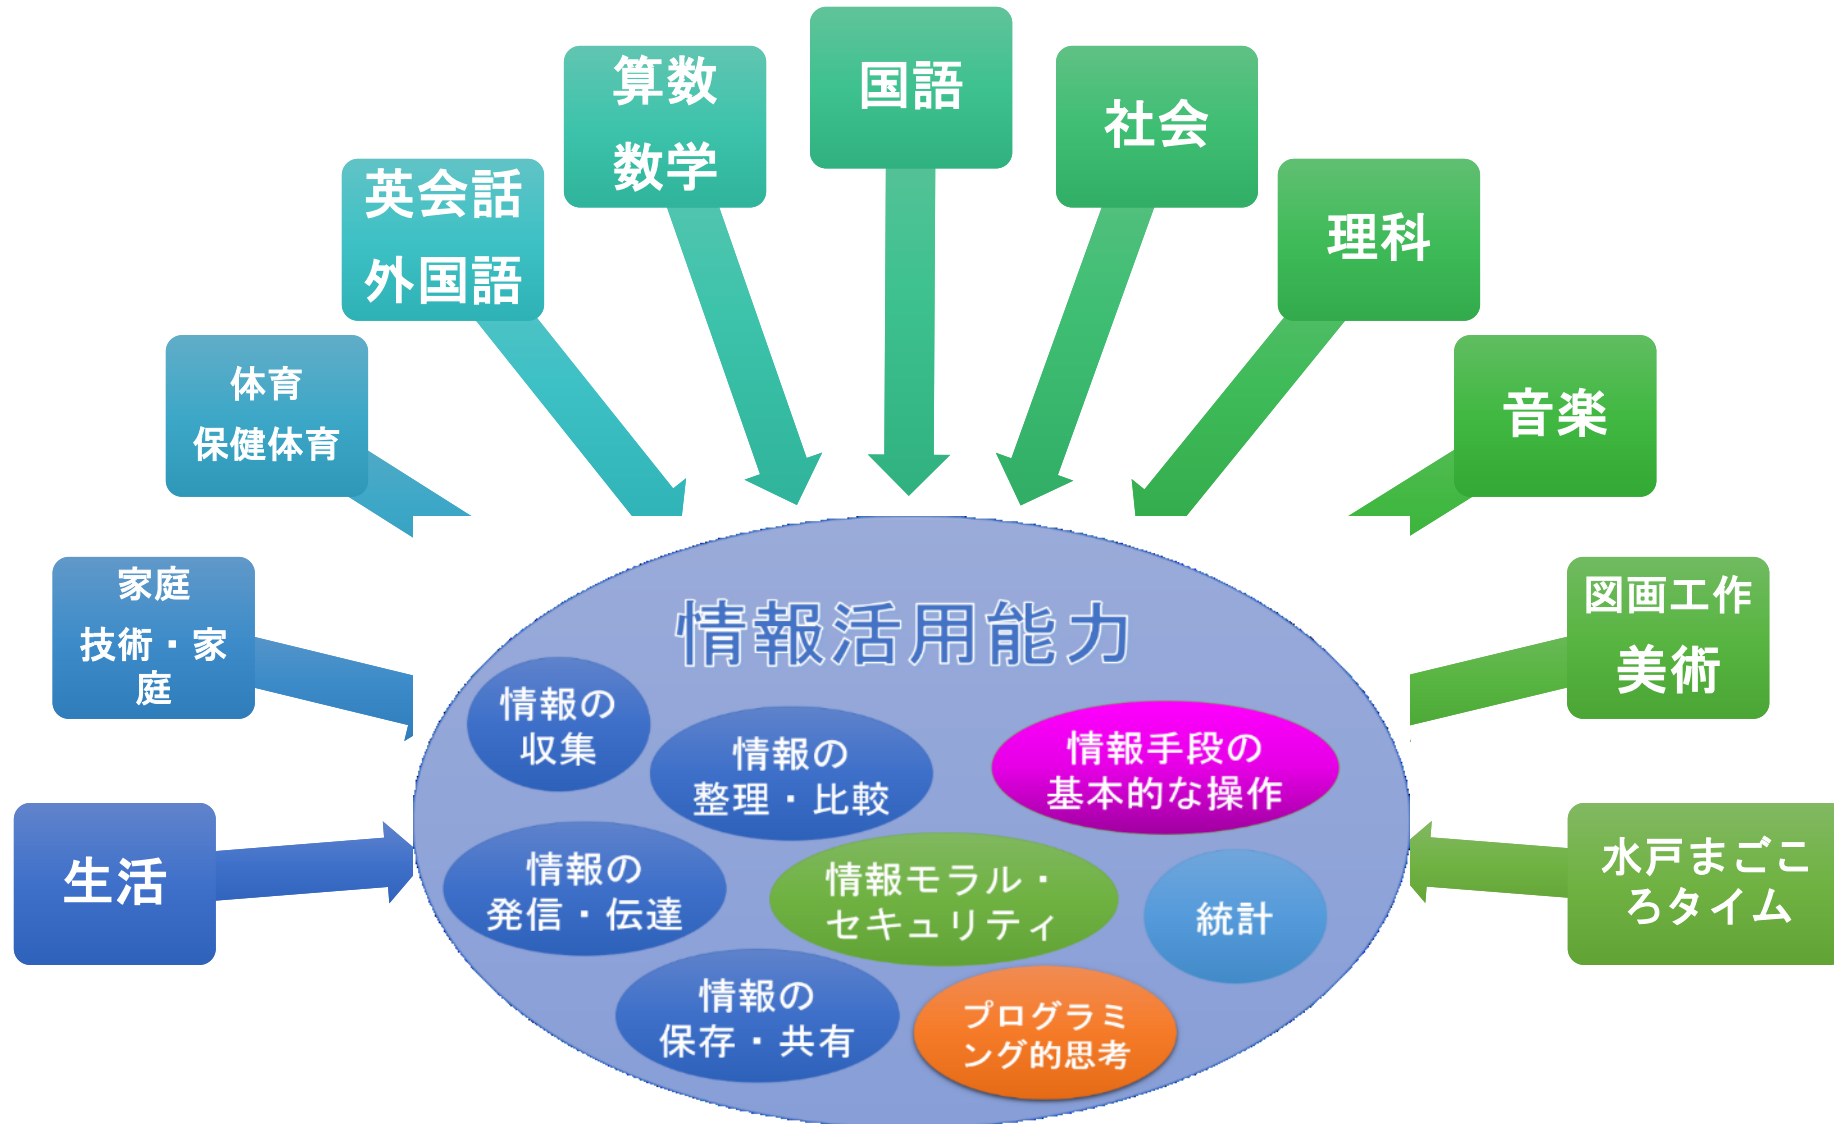 国語
算数
数学
社会
英会話
外国語
理科
体育
保健体育
音楽
家庭
技術・家
庭
図画工作
美術
生活
水戸まごこ
ろタイム
情報活用能力
情報の
収集
情報の
整理・比較
情報手段の
基本的な操作
情報の
発信・伝達
情報モラル・
セキュリティ
統計
情報の
保存・共有
プログラミ
ング的思考